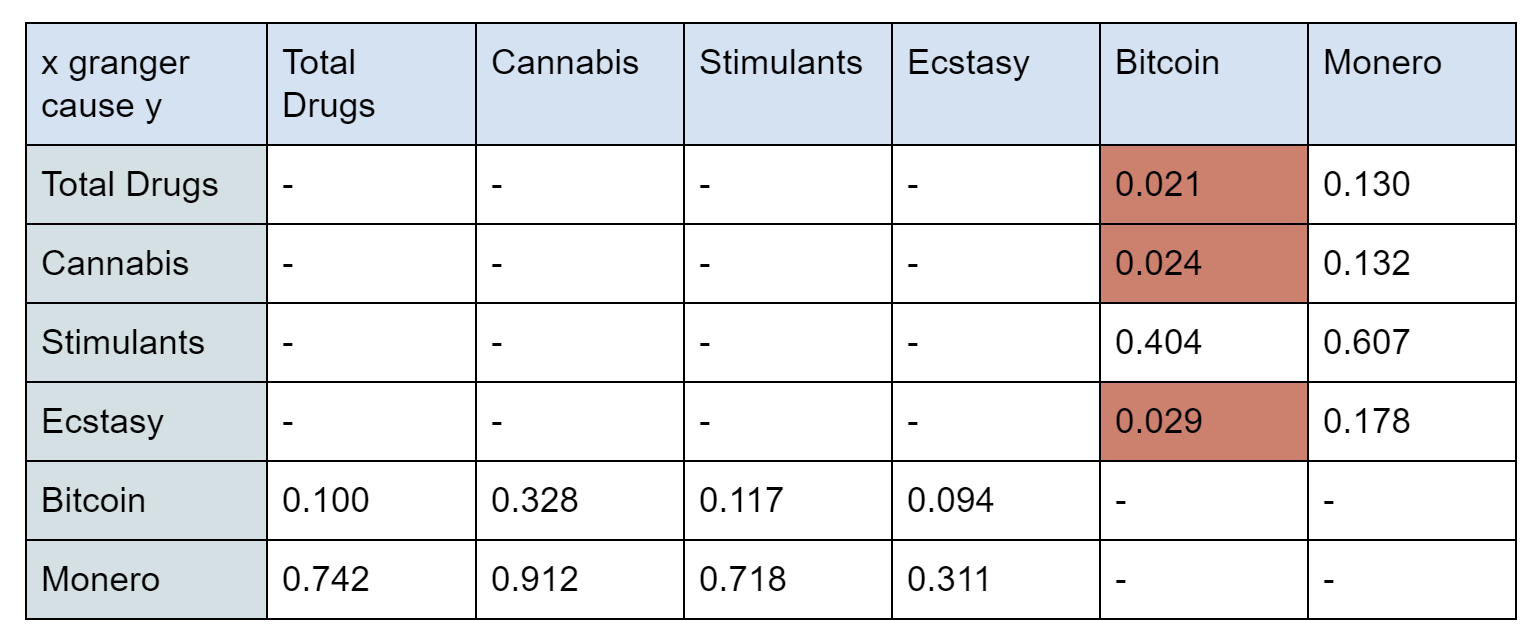 x granger cause y Total Drugs Cannabis Stimulants Ecstasy Bitcoin Monero
Total Drugs - - - - 0.021 0.130
Cannabis - - - - 0.024 0.132
Stimulants - - - - 0.404 0.607
Ecstasy - - - - 0.029 0.178
Bitcoin 0.100 0.328 0.117 0.094 - -
Monero 0.742 0.912 0.718 0.311 - -